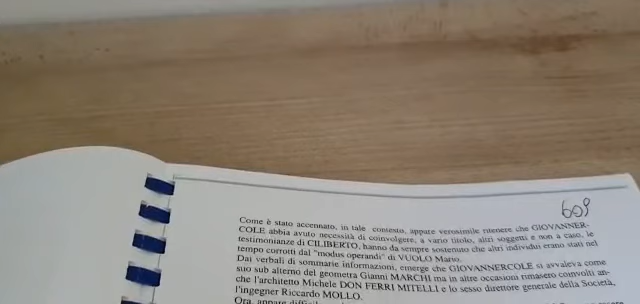 609
Come è stato accennato, in tale contesto, appare verosimile ritenere che GIOVANNER-
COLE abbia avuto necessità di coinvolgere, a vario titolo, altri soggetti e non a caso, le
testimonianze di CILIBERTO, hanno da sempre sostenuto che altri individui erano stati nel
tempo corrotti dal "modus operandi" di VUOLO Mario.
Dai verbali di sommarie informazioni, emerge che GIOVANNERCOLE si avvaleva come
suo sub alterno del geometra Gianni MARCHI ma in altre occasioni rimasero coinvolti an-
che l'architetto Michele DON FERRI MITELLI e lo stesso direttore generale della Società,
l'ingegner Riccardo MOLLO.
Ora, appare